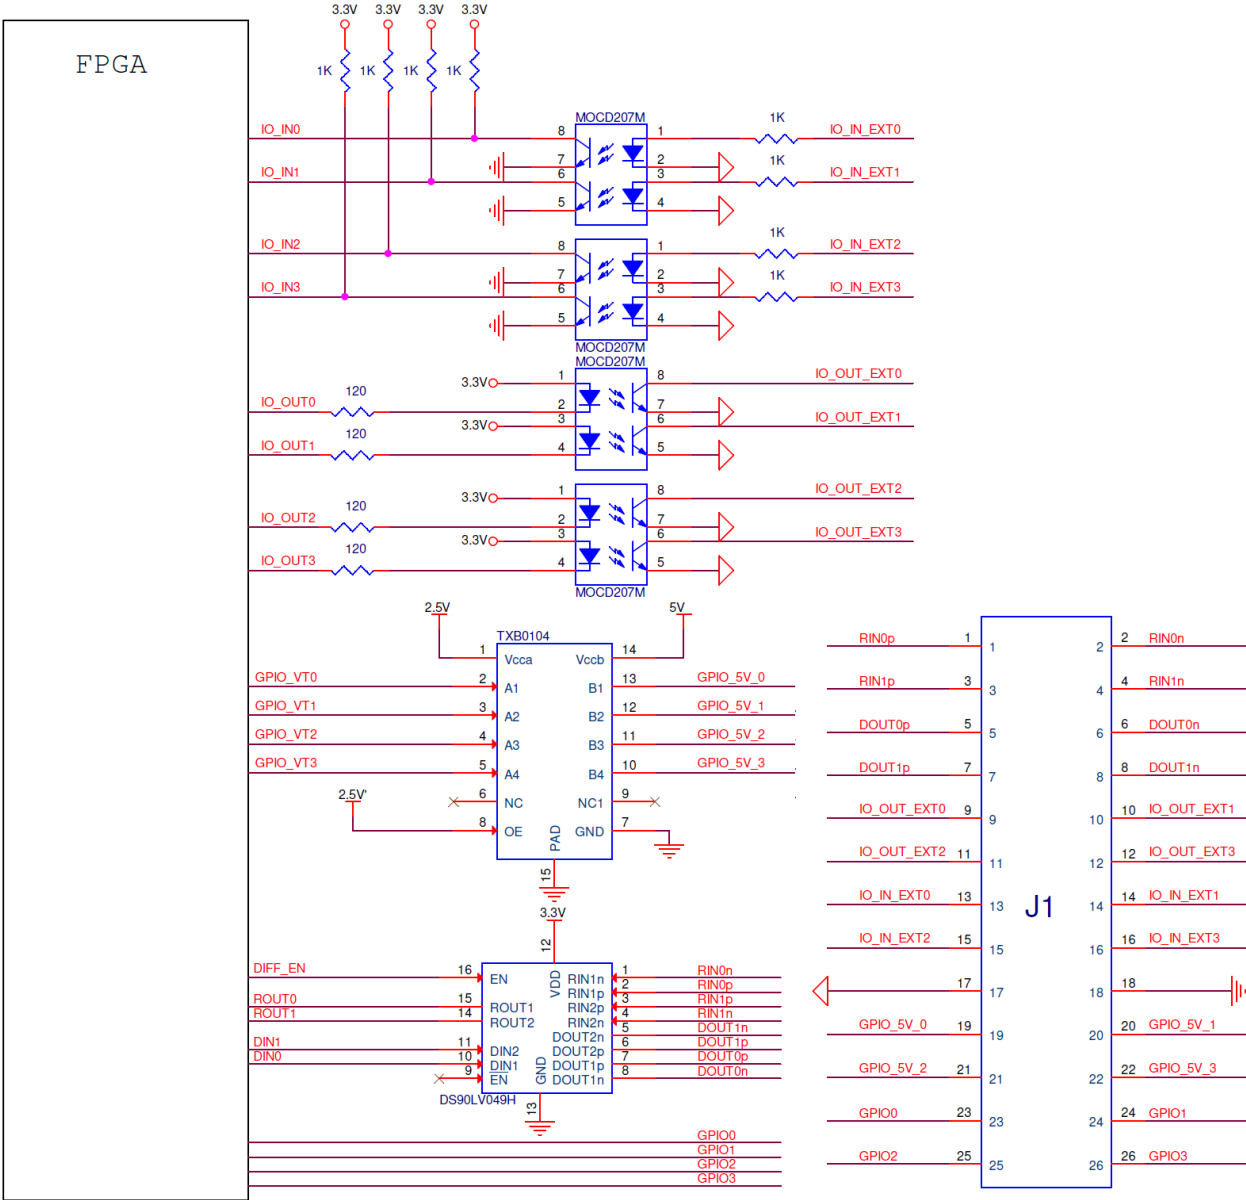 3.3V 3.3V 3.3V 3.3V
FPGA
1K 1K 1K 1K
MOCD207M
IO_IN0 8 1 1K IO_IN_EXT0
7 2
IO_IN1 6 3 1K IO_IN_EXT1
5 4
IO_IN2 8 1 1K IO_IN_EXT2
7 2
IO_IN3 6 3 1K IO_IN_EXT3
5 4
MOCD207M
MOCD207M
3.3V 1 8 IO_OUT_EXT0
IO_OUT0 120 2 7
3.3V 3 6 IO_OUT_EXT1
IO_OUT1 120 4 5
3.3V 1 8 IO_OUT_EXT2
IO_OUT2 120 2 7
3.3V 3 6 IO_OUT_EXT3
IO_OUT3 120 4 5
MOCD207M
2.5V 5V
TXB0104
1 Vcca Vccb 14
GPIO_VT0 2 A1 B1 13 GPIO_5V_0
GPIO_VT1 3 A2 B2 12 GPIO_5V_1
GPIO_VT2 4 A3 B3 11 GPIO_5V_2
GPIO_VT3 5 A4 B4 10 GPIO_5V_3
6 NC NC1 9
2.5V' 8 OE GND 7
PAD
15
3.3V
12
VDD
DIFF_EN 16 EN RIN1n 1 RIN0n
RIN1p 2 RIN0p
ROUT0 15 ROUT1 RIN2p 3 RIN1p
ROUT1 14 ROUT2 RIN2n 4 RIN1n
DOUT2n 5 DOUT1n
DIN1 11 DIN2 DOUT2p 6 DOUT1p
DIN0 10 DIN1 DOUT1p 7 DOUT0p
9 EN DOUT1n 8 DOUT0n
GND
DS90LV049H
13
GPIO0
GPIO1
GPIO2
GPIO3
RIN0p 1 1 2 2 RIN0n
RIN1p 3 3 4 4 RIN1n
DOUT0p 5 5 6 6 DOUT0n
DOUT1p 7 7 8 8 DOUT1n
IO_OUT_EXT0 9 9 10 10 IO_OUT_EXT1
IO_OUT_EXT2 11 11 12 12 IO_OUT_EXT3
IO_IN_EXT0 13 13 14 14 IO_IN_EXT1
J1
IO_IN_EXT2 15 15 16 16 IO_IN_EXT3
17 17 18 18
GPIO_5V_0 19 19 20 20 GPIO_5V_1
GPIO_5V_2 21 21 22 22 GPIO_5V_3
GPIO0 23 23 24 24 GPIO1
GPIO2 25 25 26 26 GPIO3